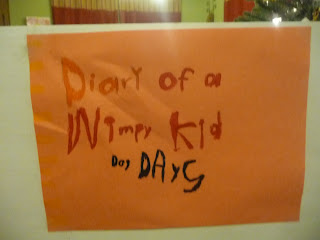 Diary of a
Wimpy Kid
Dog DAyS